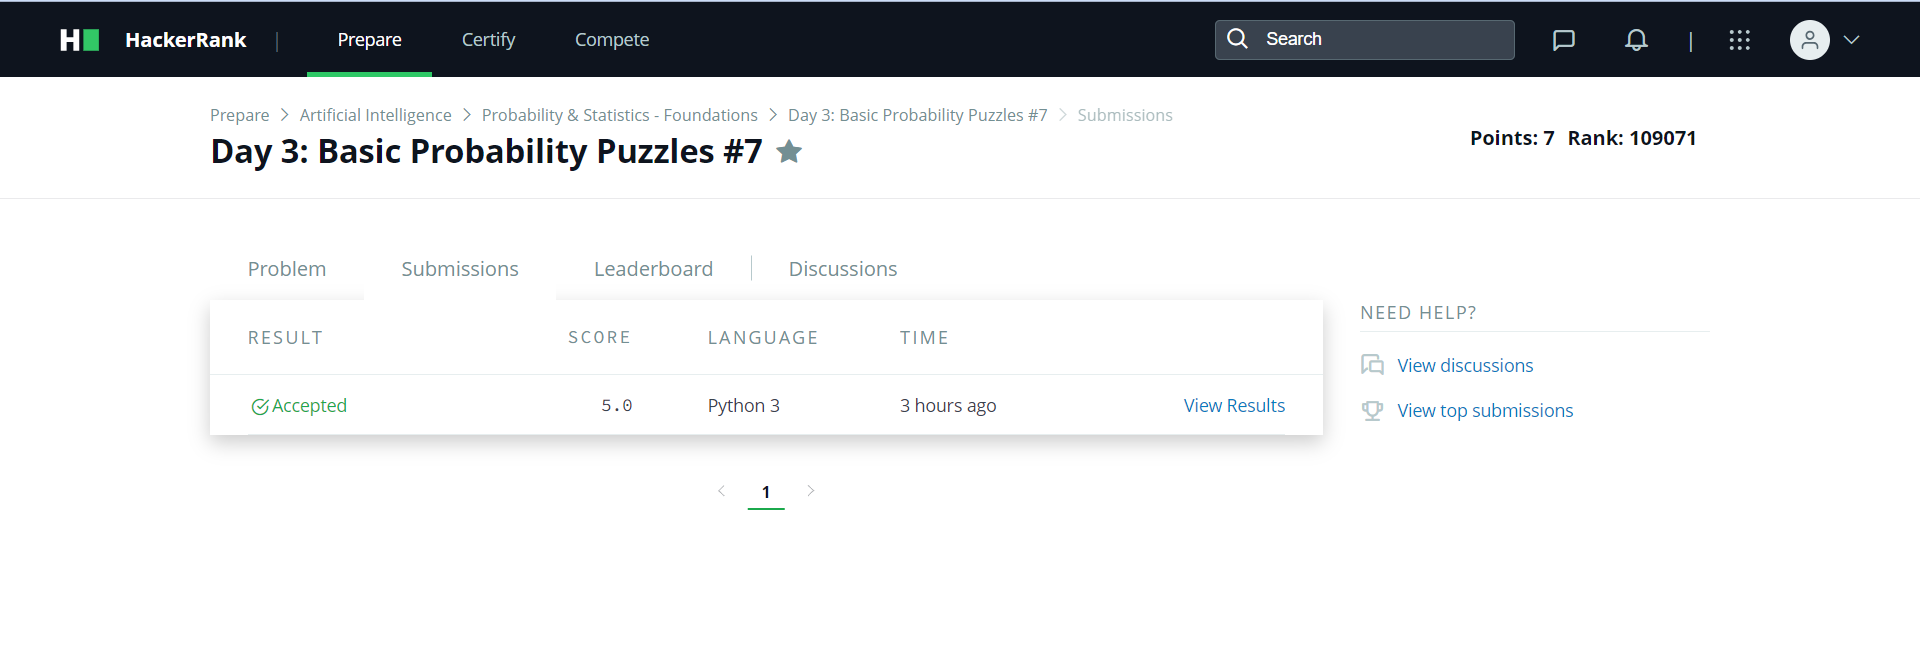 HackerRank | Prepare Certify Compete Search |
Prepare > Artificial Intelligence > Probability & Statistics - Foundations > Day 3: Basic Probability Puzzles #7 > Submissions
Day 3: Basic Probability Puzzles #7
Points: 7 Rank: 109071
Problem Submissions Leaderboard | Discussions
RESULT SCORE LANGUAGE TIME
Accepted 5.0 Python 3 3 hours ago View Results
1
NEED HELP?
View discussions
View top submissions